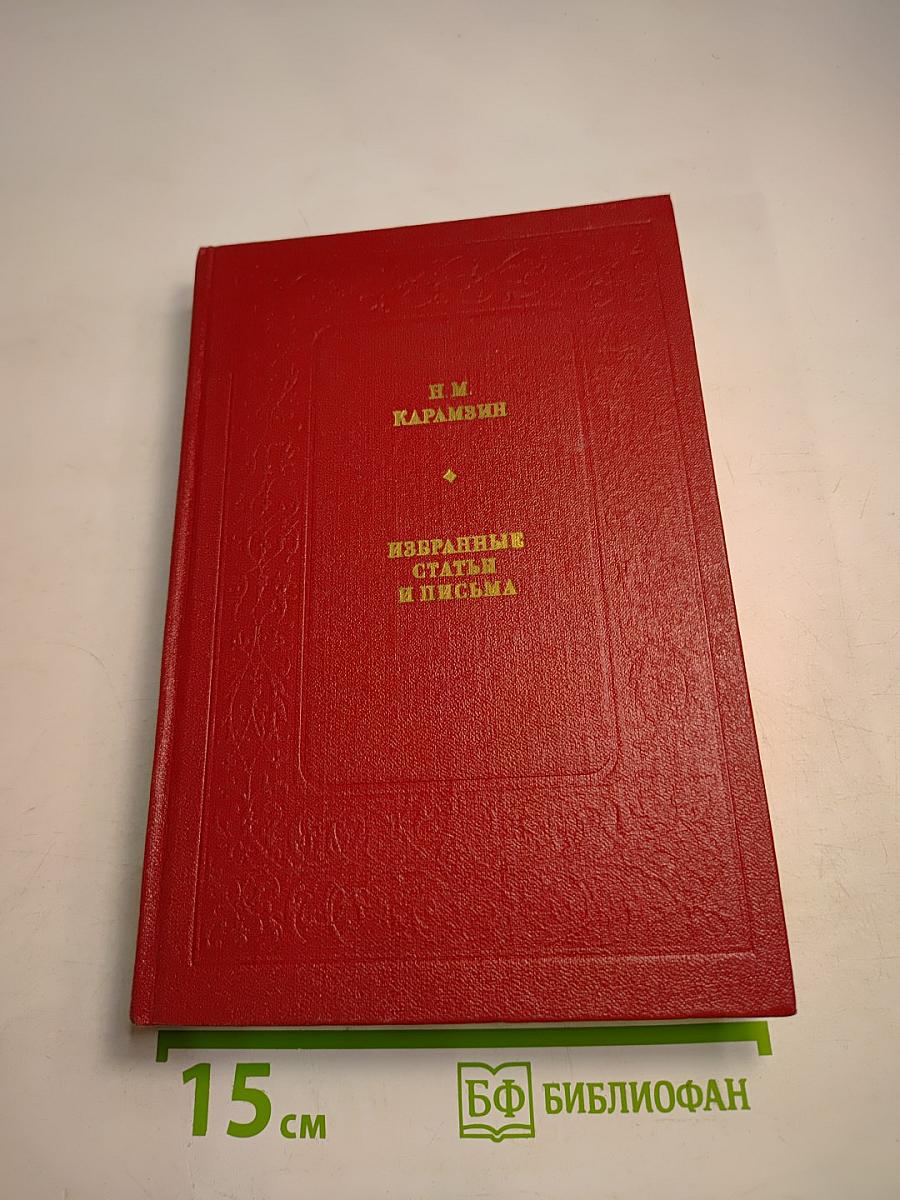 Н. М.
КАРАМЗИН
ИЗБРАННЫЕ
СТАТЬИ
И ПИСЬМА
15 см
БФ БИБЛИОФАН